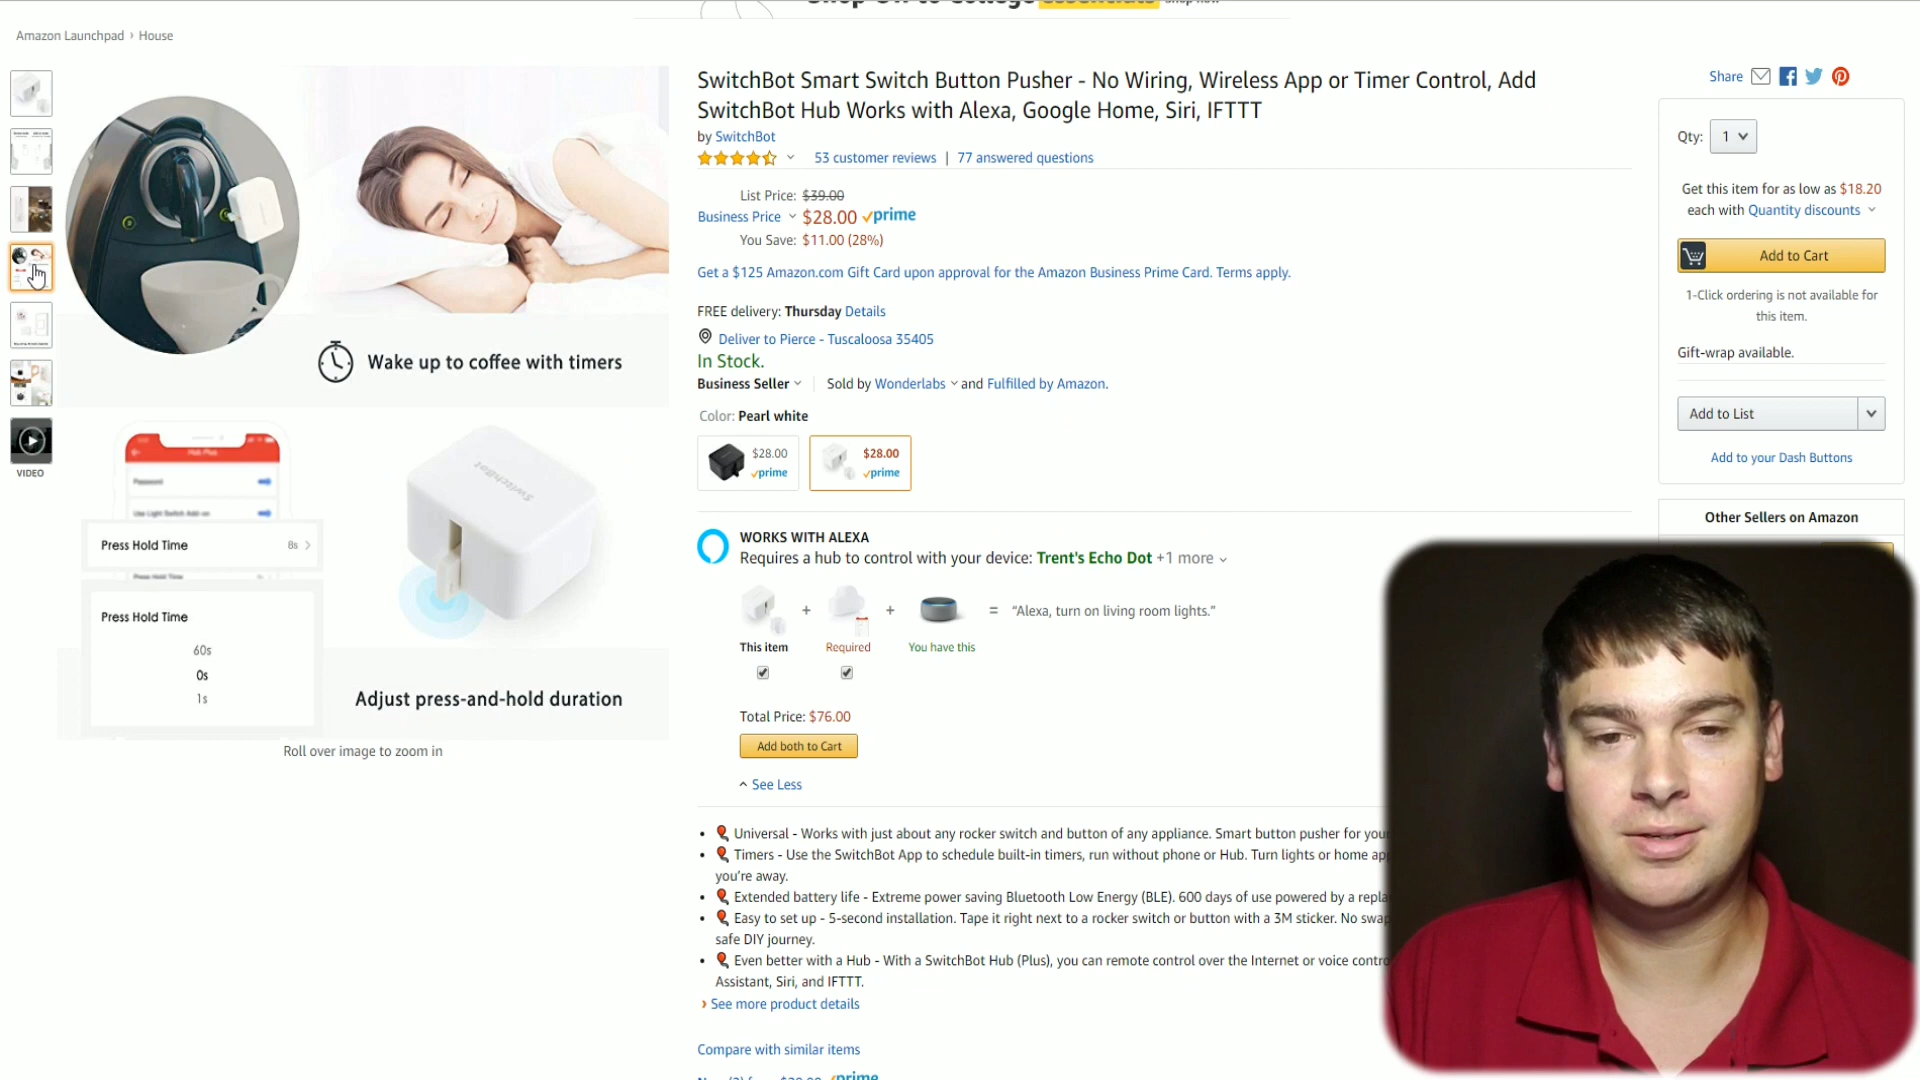 Amazon Launchpad › House
VIDEO
Wake up to coffee with timers
Press Hold Time 8s
Press Hold Time
60s
0s
1s
SwitchBot
Adjust press-and-hold duration
Roll over image to zoom in
SwitchBot Smart Switch Button Pusher - No Wiring, Wireless App or Timer Control, Add
SwitchBot Hub Works with Alexa, Google Home, Siri, IFTTT
by SwitchBot
53 customer reviews | 77 answered questions
List Price: $39.00
Business Price $28.00 prime
You Save: $11.00 (28%)
Get a $125 Amazon.com Gift Card upon approval for the Amazon Business Prime Card. Terms apply.
FREE delivery: Thursday Details
Deliver to Pierce - Tuscaloosa 35405
In Stock.
Business Seller Sold by Wonderlabs and Fulfilled by Amazon.
Color: Pearl white
$28.00 $28.00
prime prime
WORKS WITH ALEXA
Requires a hub to control with your device: Trent's Echo Dot +1 more
+ + = “Alexa, turn on living room lights.”
This item Required You have this
Total Price: $76.00
Add both to Cart
See Less
• Universal - Works with just about any rocker switch and button of any appliance. Smart button pusher for your
• Timers - Use the SwitchBot App to schedule built-in timers, run without phone or Hub. Turn lights or home
you’re away.
• Extended battery life - Extreme power saving Bluetooth Low Energy (BLE). 600 days of use powered by a
• Easy to set up - 5-second installation. Tape it right next to a rocker switch or button with a 3M sticker. No
safe DIY journey.
• Even better with a Hub - With a SwitchBot Hub (Plus), you can remote control over the Internet or voice
Assistant, Siri, and IFTTT.
› See more product details
Compare with similar items
prime
Share
Qty: 1
Get this item for as low as $18.20
each with Quantity discounts
Add to Cart
1-Click ordering is not available for
this item.
Gift-wrap available.
Add to List
Add to your Dash Buttons
Other Sellers on Amazon